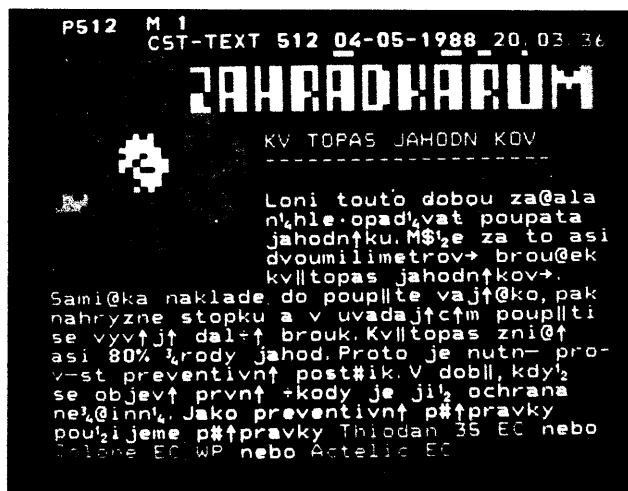 P512 M 1
CST-TEXT 512 04-05-1988 20.03.36
ZAHRADKARUM
KV TOPAS JAHODN KOV
--------------------
Loni touto dobou za@ala
n¼hle opad¼vat poupata
jahodn↑ku.M$½e za to asi
dvoumilimetrov→ brou@ek
kv‖topas jahodn↑kov→.
Sami@ka naklade do poup‖te vaj↑@ko,pak
nahryzne stopku a v uvadaj↑c↑m poup‖ti
se vyv↑j↑ dal÷↑ brouk.Kv‖topas zni@↑
asi 80% ¾rody jahod.Proto je nutn— pro-
v—st preventivn↑ post#ik.V dob‖,kdy½
se objev↑ prvn↑ ÷kody je ji½ ochrana
ne¾@inn¼.Jako preventivn↑ p#↑pravky
pou½ijeme p#↑pravky Thiodan 35 EC nebo
Zolone EC WP nebo Actelic EC